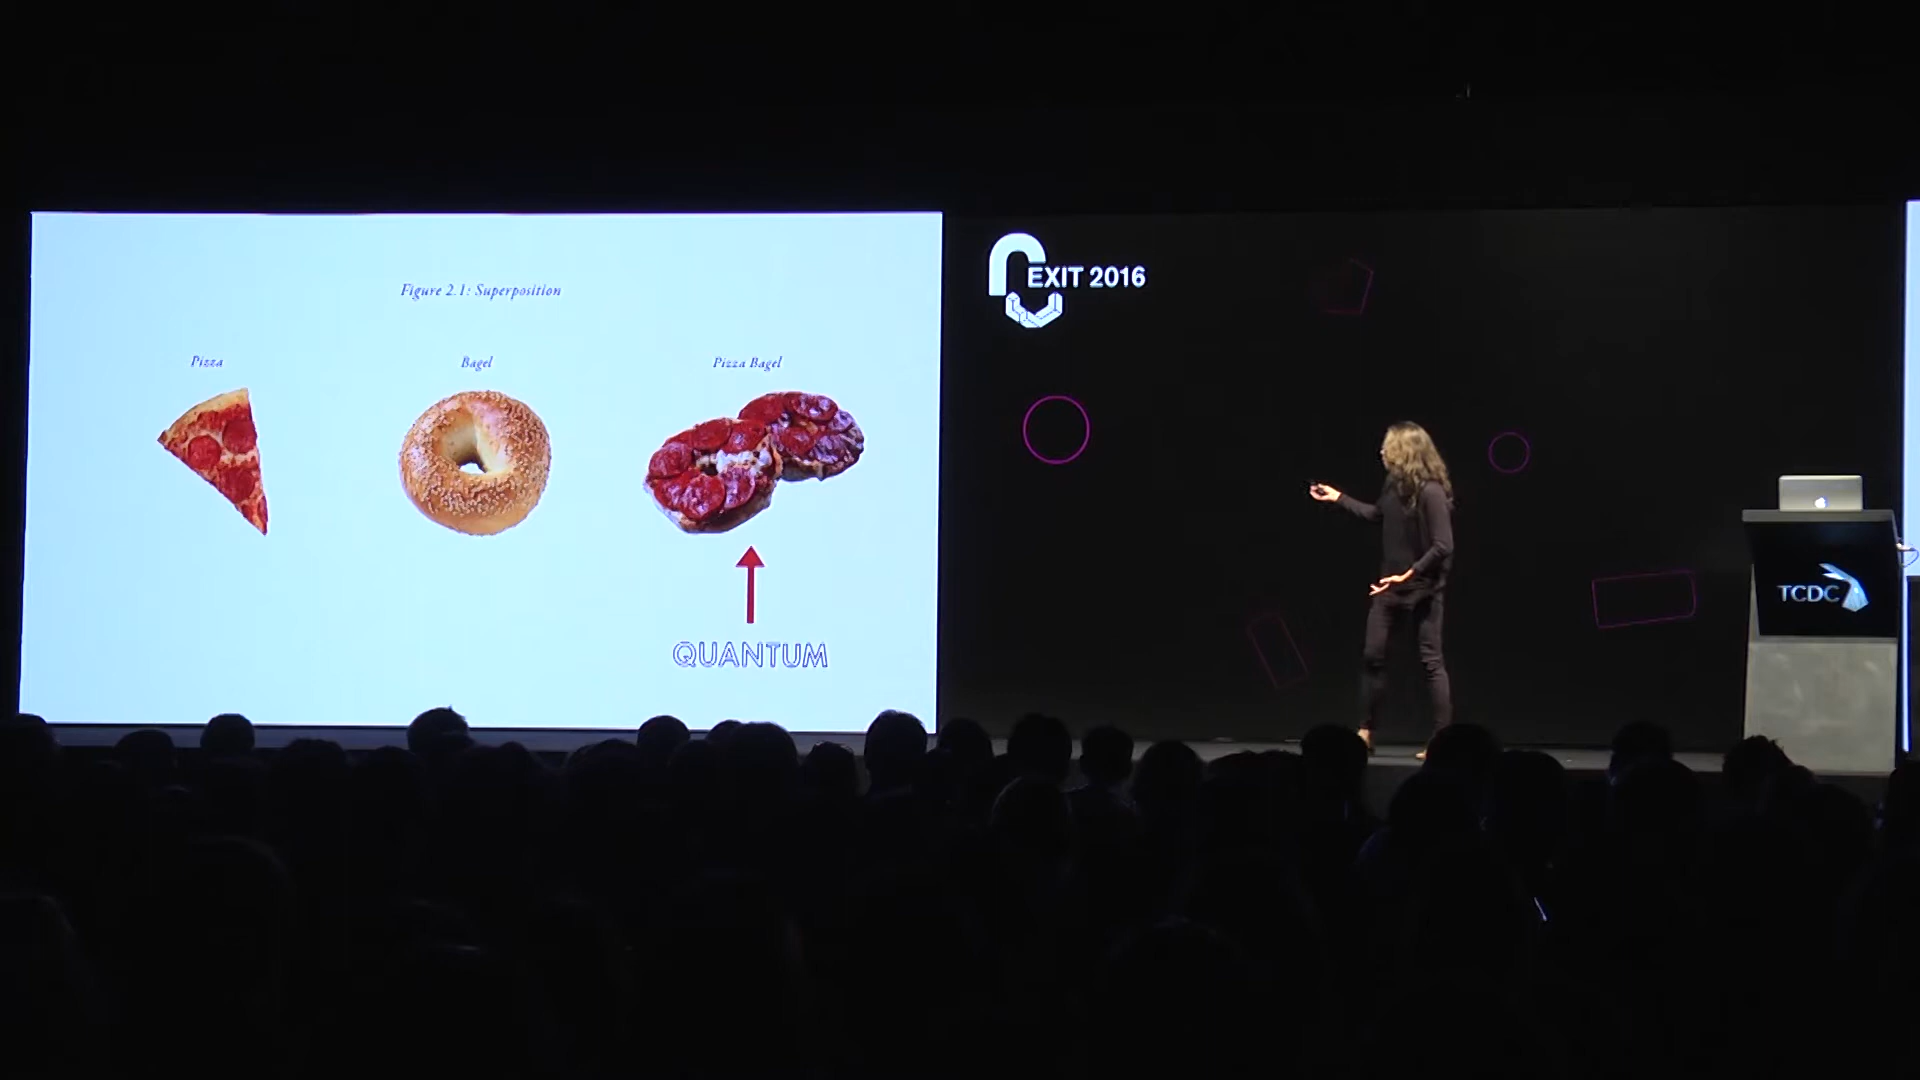 Figure 2.1: Superposition
Pizza
Bagel
Pizza Bagel
QUANTUM
EXIT 2016
TCDC